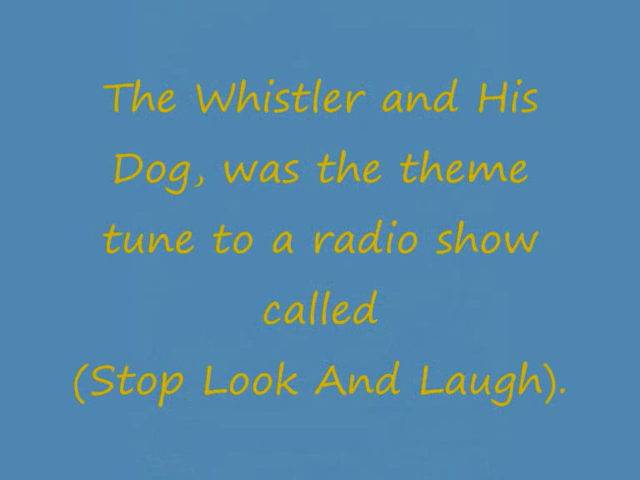 The Whistler and His
Dog, was the theme
tune to a radio show
called
(Stop Look And Laugh).